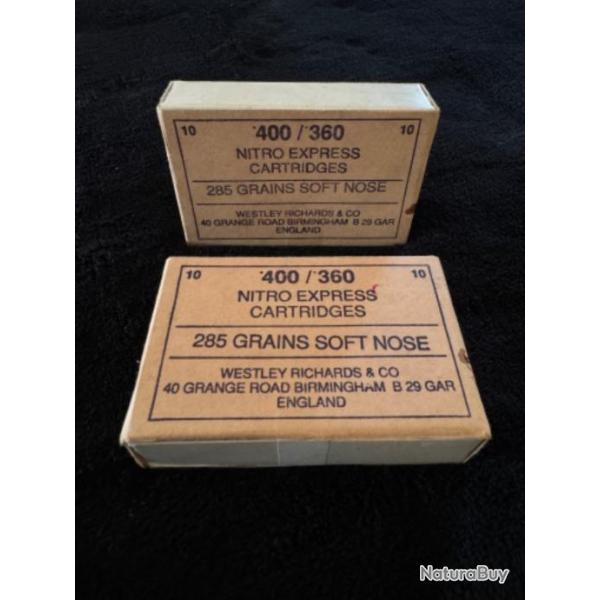 10 .400 / .360 10
NITRO EXPRESS
CARTRIDGES
285 GRAINS SOFT NOSE
WESTLEY RICHARDS & CO
40 GRANGE ROAD BIRMINGHAM B 29 GAR
ENGLAND
10 .400 / .360 10
NITRO EXPRESS
CARTRIDGES
285 GRAINS SOFT NOSE
WESTLEY RICHARDS & CO
40 GRANGE ROAD BIRMINGHAM B 29 GAR
ENGLAND
NaturaBuy